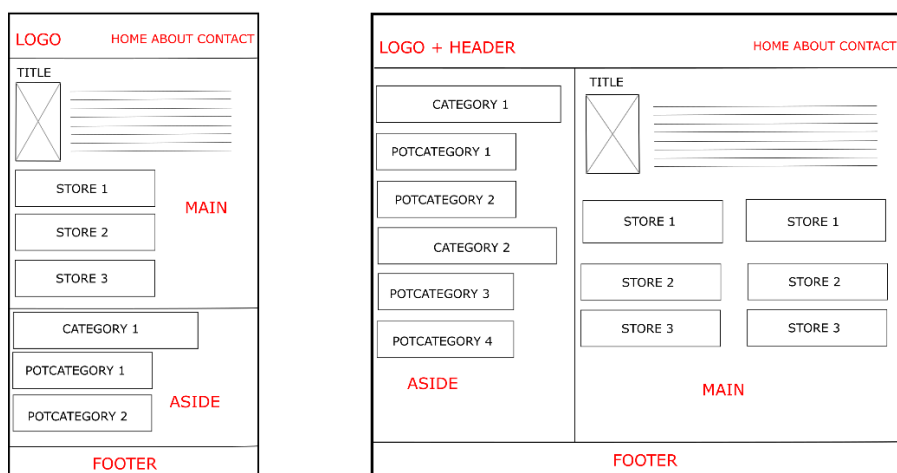 LOGO HOME ABOUT CONTACT
TITLE
STORE 1
MAIN
STORE 2
STORE 3
CATEGORY 1
POTCATEGORY 1
ASIDE
POTCATEGORY 2
FOOTER
LOGO + HEADER HOME ABOUT CONTACT
CATEGORY 1
POTCATEGORY 1
POTCATEGORY 2
CATEGORY 2
POTCATEGORY 3
POTCATEGORY 4
ASIDE
TITLE
STORE 1 STORE 1
STORE 2 STORE 2
STORE 3 STORE 3
MAIN
FOOTER